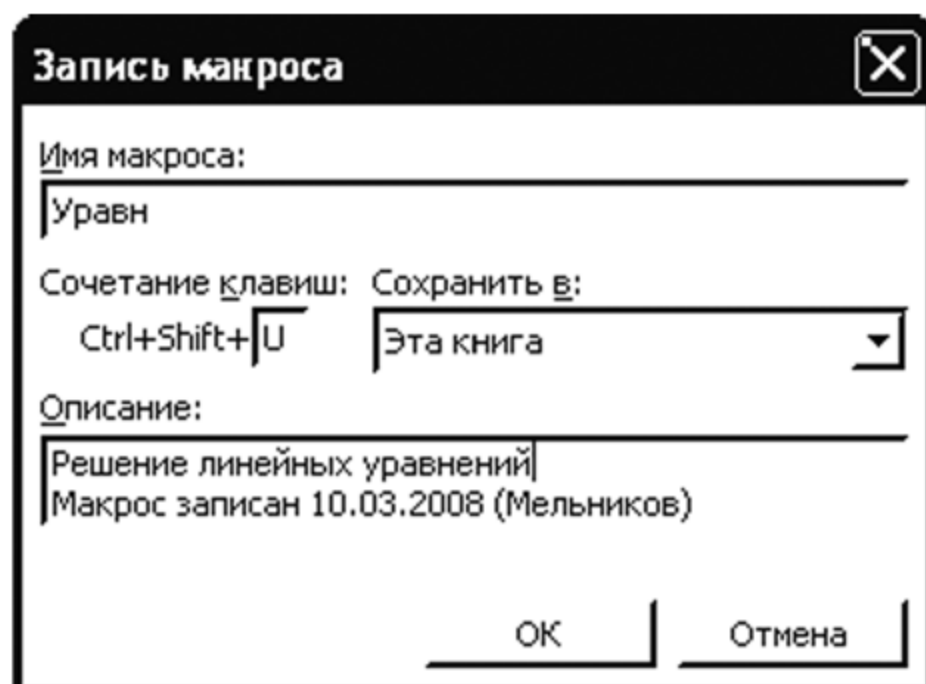 Запись макроса
Имя макроса:
Уравн
Сочетание клавиш: Сохранить в:
Ctrl+Shift+ U Эта книга
Описание:
Решение линейных уравнений
Макрос записан 10.03.2008 (Мельников)
ОК Отмена